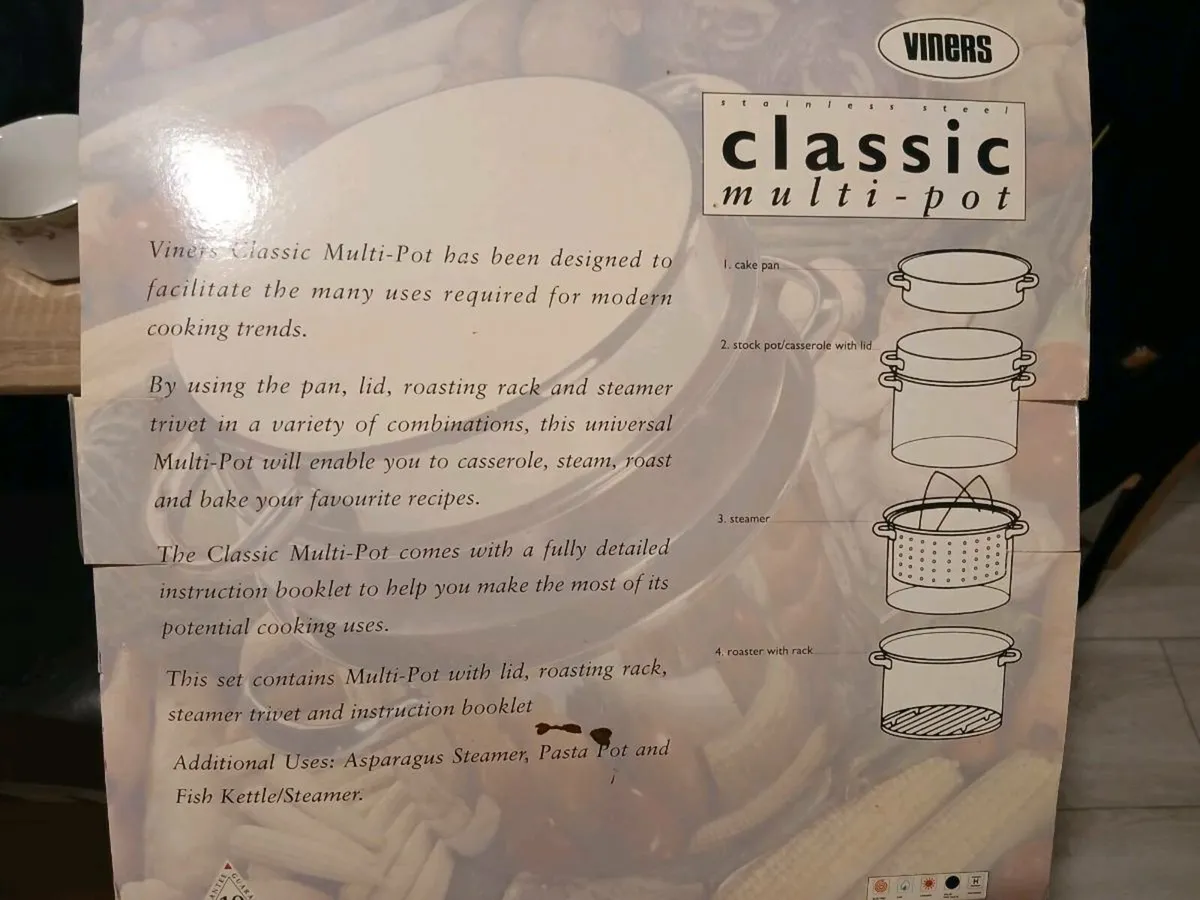 VINERS
stainless steel
classic
multi-pot
Viners Classic Multi-Pot has been designed to
facilitate the many uses required for modern
cooking trends.
By using the pan, lid, roasting rack and steamer
trivet in a variety of combinations, this universal
Multi-Pot will enable you to casserole, steam, roast
and bake your favourite recipes.
The Classic Multi-Pot comes with a fully detailed
instruction booklet to help you make the most of its
potential cooking uses.
This set contains Multi-Pot with lid, roasting rack,
steamer trivet and instruction booklet
Additional Uses: Asparagus Steamer, Pasta Pot and
Fish Kettle/Steamer.
1. cake pan
2. stock pot/casserole with lid
3. steamer
4. roaster with rack